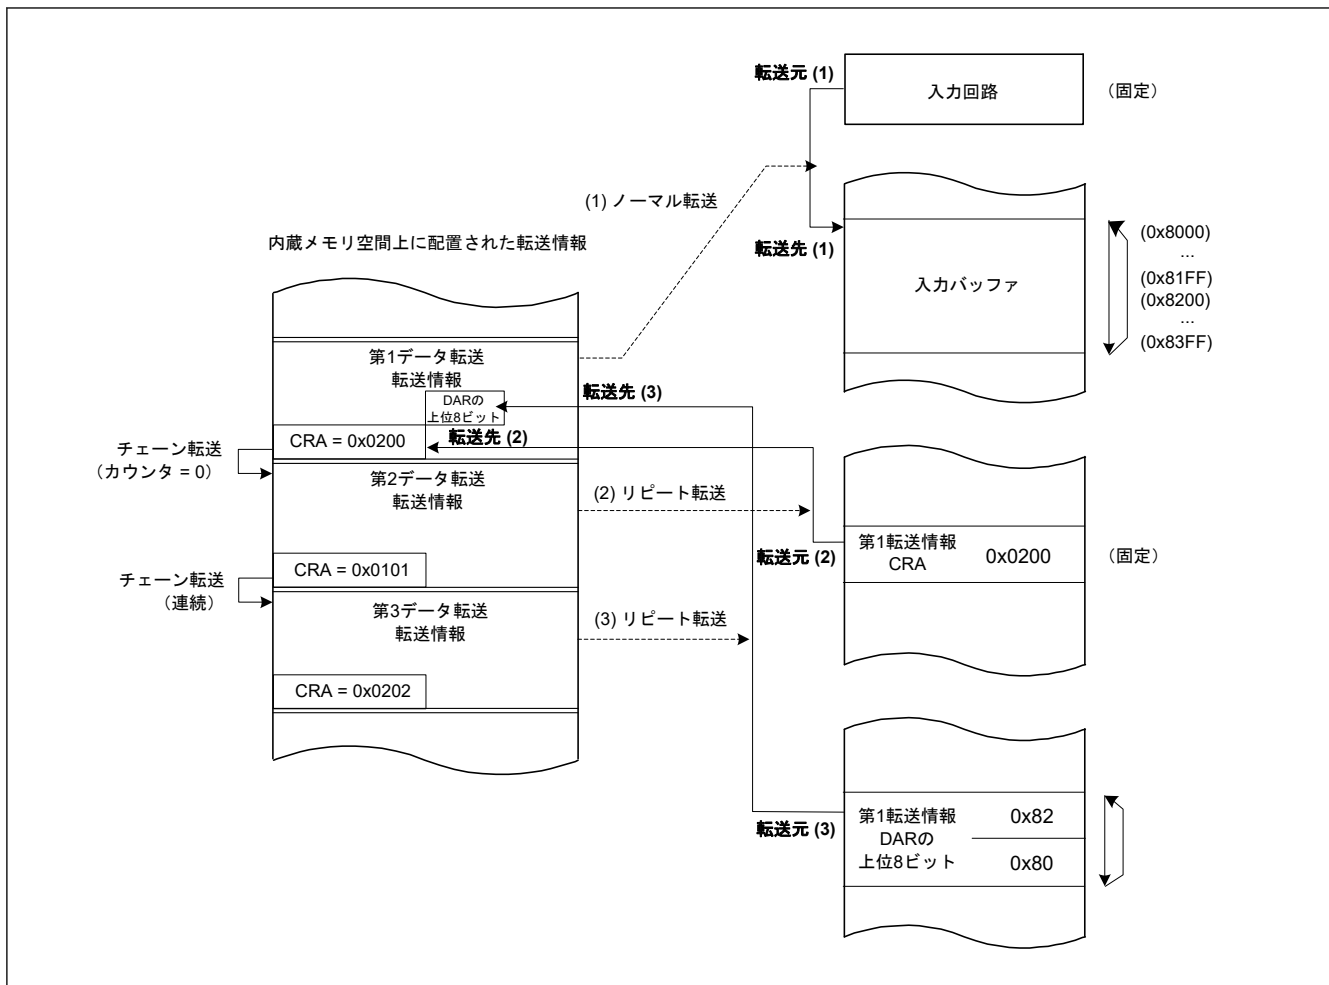 転送元 (1)
入力回路
（固定）
(1) ノーマル転送
転送先 (1)
入力バッファ
(0x8000)
...
(0x81FF)
(0x8200)
...
(0x83FF)
内蔵メモリ空間上に配置された転送情報
第1データ転送
転送情報
DARの
上位8ビット
転送先 (3)
CRA = 0x0200
転送先 (2)
チェーン転送
（カウンタ = 0）
第2データ転送
転送情報
(2) リピート転送
転送元 (2)
第1転送情報
CRA
0x0200
（固定）
CRA = 0x0101
チェーン転送
（連続）
第3データ転送
転送情報
(3) リピート転送
CRA = 0x0202
転送元 (3)
第1転送情報
DARの
上位8ビット
0x82
0x80